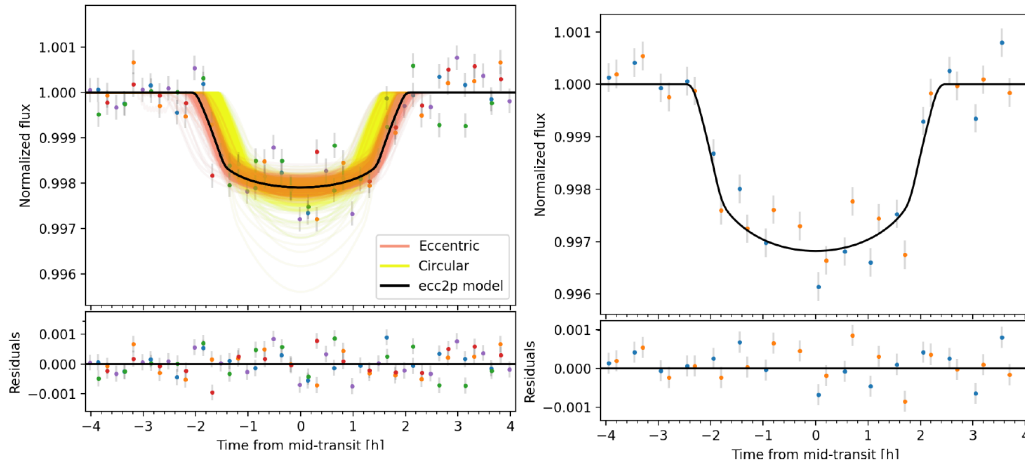 1.001
1.000
0.999
0.998
0.997
0.996
Normalized flux
Eccentric
Circular
ecc2p model
0.001
0.000
−0.001
Residuals
−4 −3 −2 −1 0 1 2 3 4
Time from mid-transit [h]
1.001
1.000
0.999
0.998
0.997
0.996
Normalized flux
0.001
0.000
−0.001
Residuals
−4 −3 −2 −1 0 1 2 3 4
Time from mid-transit [h]